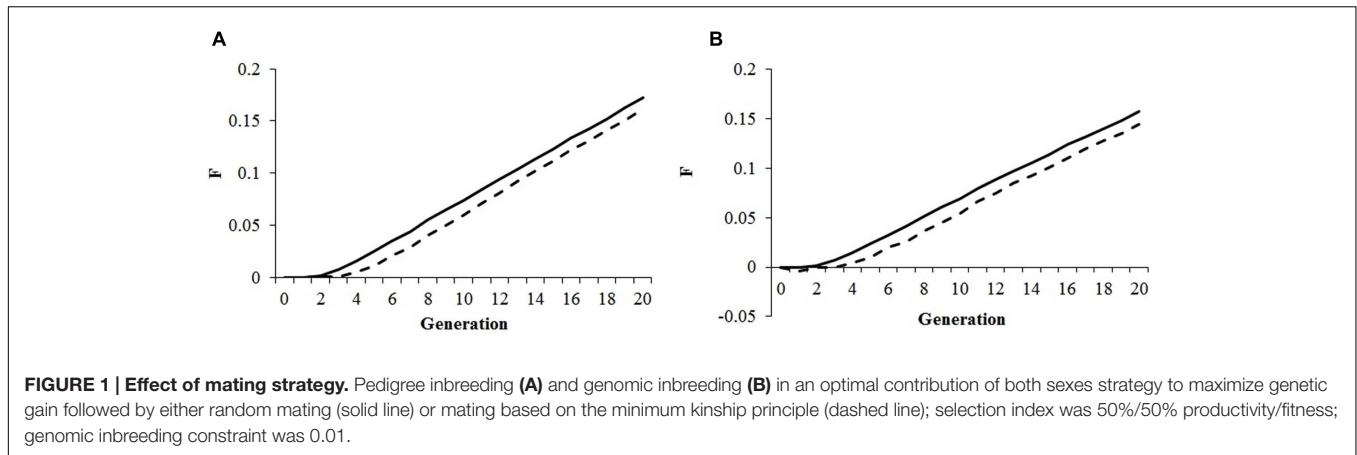 A
B
0.2
0.15
0.1
0.05
0
F
0 2 4 6 8 10 12 14 16 18 20
Generation
0.2
0.15
0.1
0.05
0
-0.05
F
0 2 4 6 8 10 12 14 16 18 20
Generation
FIGURE 1 | Effect of mating strategy. Pedigree inbreeding (A) and genomic inbreeding (B) in an optimal contribution of both sexes strategy to maximize genetic
gain followed by either random mating (solid line) or mating based on the minimum kinship principle (dashed line); selection index was 50%/50% productivity/fitness;
genomic inbreeding constraint was 0.01.